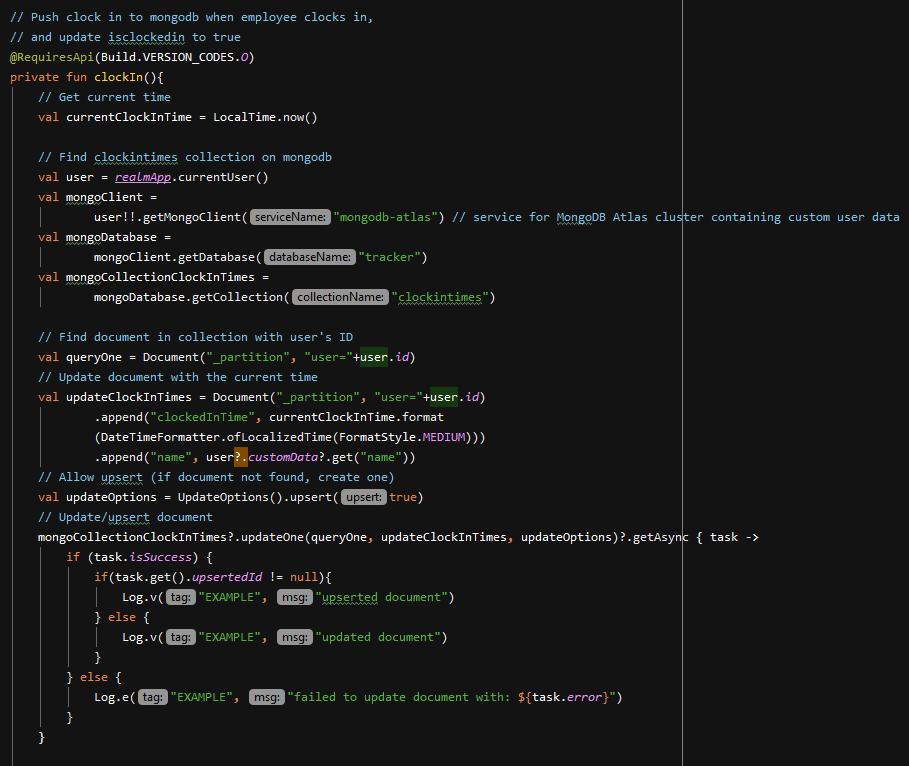 // Push clock in to mongodb when employee clocks in,
// and update isclockedin to true
@RequiresApi(Build.VERSION_CODES.O)
private fun clockIn(){
// Get current time
val currentClockInTime = LocalTime.now()
// Find clockintimes collection on mongodb
val user = realmApp.currentUser()
val mongoClient =
user!!.getMongoClient( serviceName: "mongodb-atlas") // service for MongoDB Atlas cluster containing custom user data
val mongoDatabase =
mongoClient.getDatabase( databaseName: "tracker")
val mongoCollectionClockInTimes =
mongoDatabase.getCollection( collectionName: "clockintimes")
// Find document in collection with user's ID
val queryOne = Document("_partition", "user="+user.id)
// Update document with the current time
val updateClockInTimes = Document("_partition", "user="+user.id)
.append("clockedInTime", currentClockInTime.format
(DateTimeFormatter.ofLocalizedTime(FormatStyle.MEDIUM)))
.append("name", user?.customData?.get("name"))
// Allow upsert (if document not found, create one)
val updateOptions = UpdateOptions().upsert( upsert: true)
// Update/upsert document
mongoCollectionClockInTimes?.updateOne(queryOne, updateClockInTimes, updateOptions)?.getAsync { task ->
if (task.isSuccess) {
if(task.get().upsertedId != null){
Log.v( tag: "EXAMPLE", msg: "upserted document")
} else {
Log.v( tag: "EXAMPLE", msg: "updated document")
}
} else {
Log.e( tag: "EXAMPLE", msg: "failed to update document with: ${task.error}")
}
}